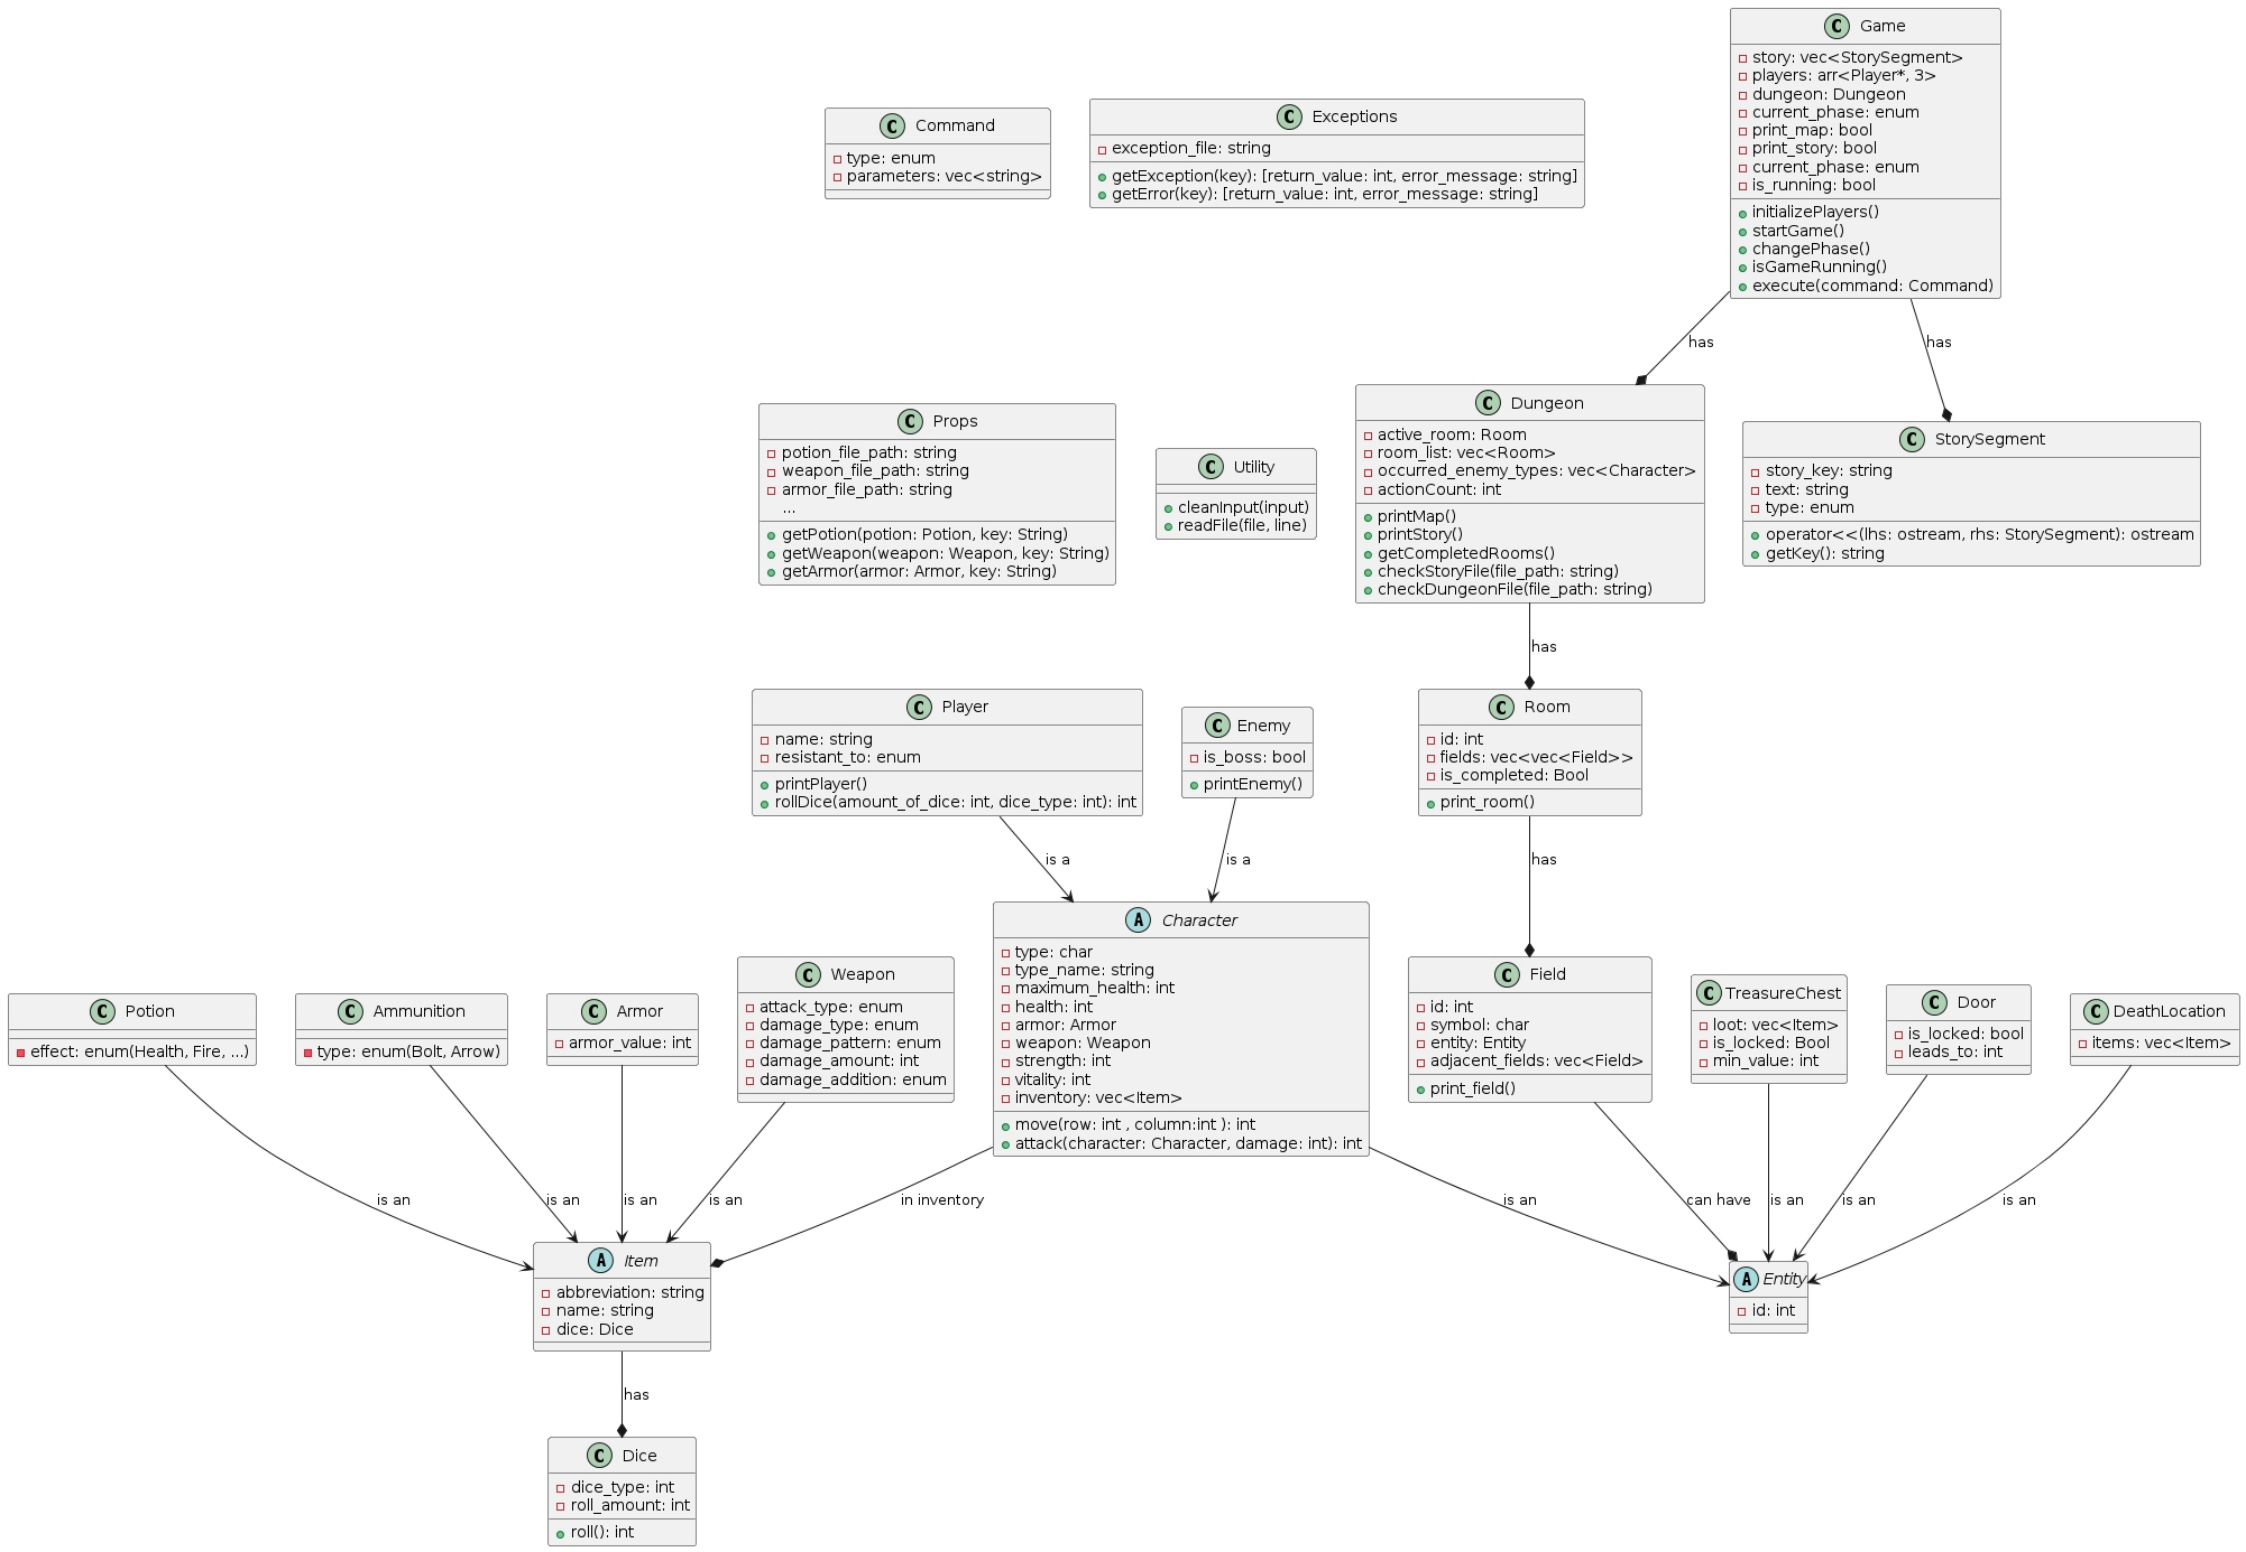 C Game
story: vec<StorySegment>
players: arr<Player*, 3>
dungeon: Dungeon
current_phase: enum
print_map: bool
print_story: bool
current_phase: enum
is_running: bool
initializePlayers()
startGame()
changePhase()
isGameRunning()
execute(command: Command)
C Command
type: enum
parameters: vec<string>
C Exceptions
exception_file: string
getException(key): [return_value: int, error_message: string]
getError(key): [return_value: int, error_message: string]
has
has
C Props
potion_file_path: string
weapon_file_path: string
armor_file_path: string
...
getPotion(potion: Potion, key: String)
getWeapon(weapon: Weapon, key: String)
getArmor(armor: Armor, key: String)
C Utility
cleanInput(input)
readFile(file, line)
C Dungeon
active_room: Room
room_list: vec<Room>
occurred_enemy_types: vec<Character>
actionCount: int
printMap()
printStory()
getCompletedRooms()
checkStoryFile(file_path: string)
checkDungeonFile(file_path: string)
C StorySegment
story_key: string
text: string
type: enum
operator<<(lhs: ostream, rhs: StorySegment): ostream
getKey(): string
has
C Player
name: string
resistant_to: enum
printPlayer()
rollDice(amount_of_dice: int, dice_type: int): int
C Enemy
is_boss: bool
printEnemy()
C Room
id: int
fields: vec<vec<Field>>
is_completed: Bool
print_room()
is a
is a
has
C Potion
effect: enum(Health, Fire, ...)
C Ammunition
type: enum(Bolt, Arrow)
C Armor
armor_value: int
C Weapon
attack_type: enum
damage_type: enum
damage_pattern: enum
damage_amount: int
damage_addition: enum
A Character
type: char
type_name: string
maximum_health: int
health: int
armor: Armor
weapon: Weapon
strength: int
vitality: int
inventory: vec<Item>
move(row: int , column:int ): int
attack(character: Character, damage: int): int
C Field
id: int
symbol: char
entity: Entity
adjacent_fields: vec<Field>
print_field()
C TreasureChest
loot: vec<Item>
is_locked: Bool
min_value: int
C Door
is_locked: bool
leads_to: int
C DeathLocation
items: vec<Item>
is an
is an
is an
is an
in inventory
is an
can have
is an
is an
is an
A Item
abbreviation: string
name: string
dice: Dice
A Entity
id: int
has
C Dice
dice_type: int
roll_amount: int
roll(): int